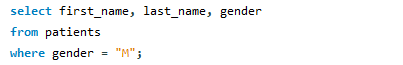 select first_name, last_name, gender
from patients
where gender = "M";